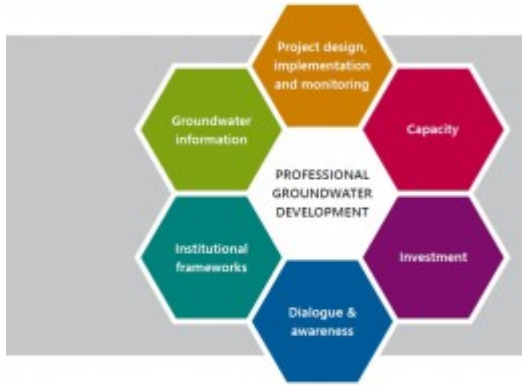 Project design,
implementation
and monitoring
Groundwater
information
Capacity
PROFESSIONAL
GROUNDWATER
DEVELOPMENT
Institutional
frameworks
Investment
Dialogue &
awareness